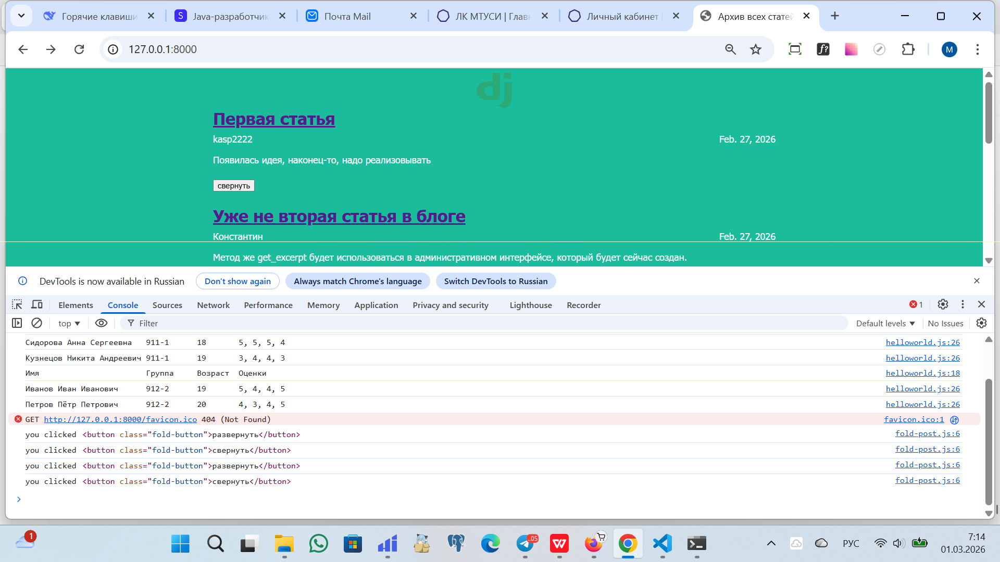 Горячие клавиши
Java-разработчик
Почта Mail
ЛК МТУСИ | Главн
Личный кабинет |
Архив всех статей
127.0.0.1:8000
f?
M
dj
Первая статья
kasp2222
Feb. 27, 2026
Появилась идея, наконец-то, надо реализовывать
свернуть
Уже не вторая статья в блоге
Константин
Feb. 27, 2026
Метод же get_excerpt будет использоваться в административном интерфейсе, который будет сейчас создан.
DevTools is now available in Russian
Don't show again
Always match Chrome's language
Switch DevTools to Russian
Elements
Console
Sources
Network
Performance
Memory
Application
Privacy and security
Lighthouse
Recorder
1
top
Filter
Default levels
No Issues
Сидорова Анна Сергеевна 911-1 18 5, 5, 5, 4 helloworld.js:26
Кузнецов Никита Андреевич 911-1 19 3, 4, 4, 3 helloworld.js:26
Имя Группа Возраст Оценки helloworld.js:18
Иванов Иван Иванович 912-2 19 5, 4, 4, 5 helloworld.js:26
Петров Пётр Петрович 912-2 20 4, 3, 4, 5 helloworld.js:26
GET http://127.0.0.1:8000/favicon.ico 404 (Not Found) favicon.ico:1
you clicked <button class="fold-button">развернуть</button> fold-post.js:6
you clicked <button class="fold-button">свернуть</button> fold-post.js:6
you clicked <button class="fold-button">развернуть</button> fold-post.js:6
you clicked <button class="fold-button">свернуть</button> fold-post.js:6
1
..05
W
РУС
7:14
01.03.2026